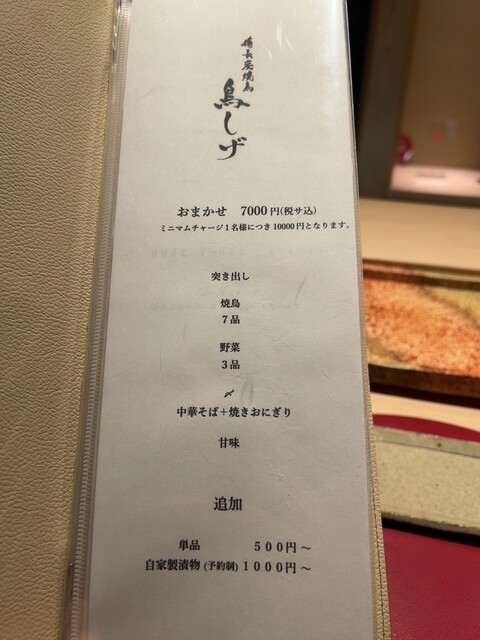 備長炭焼鳥
鳥しげ
おまかせ 7000円(税サ込)
ミニマムチャージ1名様につき10000円となります。
突き出し
焼鳥
7品
野菜
3品
〆
中華そば+焼きおにぎり
甘味
追加
単品 500円~
自家製漬物(予約制)1000円~